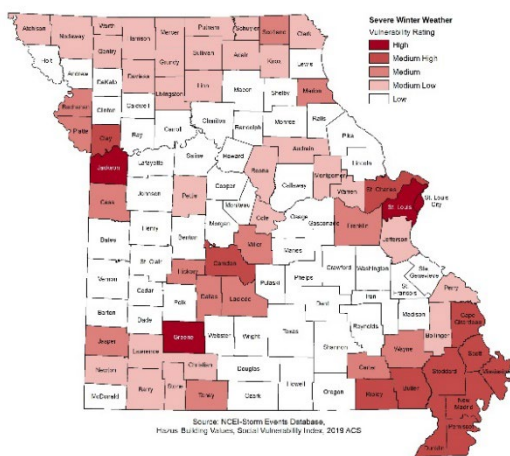 Severe Winter Weather
Vulnerability Rating
High
Medium High
Medium
Medium Low
Low
Atchison
Nodaway
Worth
Harrison
Mercer
Putnam
Scotland
Clark
Gentry
Sullivan
Adair
Knox
Lewis
Holt
Andrew
DeKalb
Daviess
Grundy
Livingston
Linn
Macon
Shelby
Marion
Buchanan
Clinton
Caldwell
Ralls
Monroe
Randolph
Chariton
Carroll
Ray
Clay
Platte
Pike
Audrain
Lincoln
Jackson
Lafayette
Saline
Howard
Boone
Callaway
Montgomery
Warren
St. Charles
St. Louis
City
St. Louis
Cass
Johnson
Pettis
Cooper
Moniteau
Cole
Osage
Gasconade
Franklin
Jefferson
Bates
Henry
Benton
Morgan
Miller
Maries
Camden
St. Clair
Hickory
Vernon
Cedar
Polk
Dallas
Laclede
Pulaski
Phelps
Crawford
Washington
Ste.
Genevieve
St.
Francois
Perry
Iron
Madison
Dent
Reynolds
Bollinger
Cape
Girardeau
Barton
Dade
Greene
Webster
Wright
Texas
Shannon
Wayne
Scott
Mississippi
Stoddard
Jasper
Lawrence
Christian
Douglas
Carter
Butler
Ripley
Newton
Stone
McDonald
Barry
Taney
Ozark
Howell
Oregon
New
Madrid
Pemiscot
Dunklin
Source: NCEI-Storm Events Database,
Hazus Building Values, Social Vulnerability Index, 2019 ACS